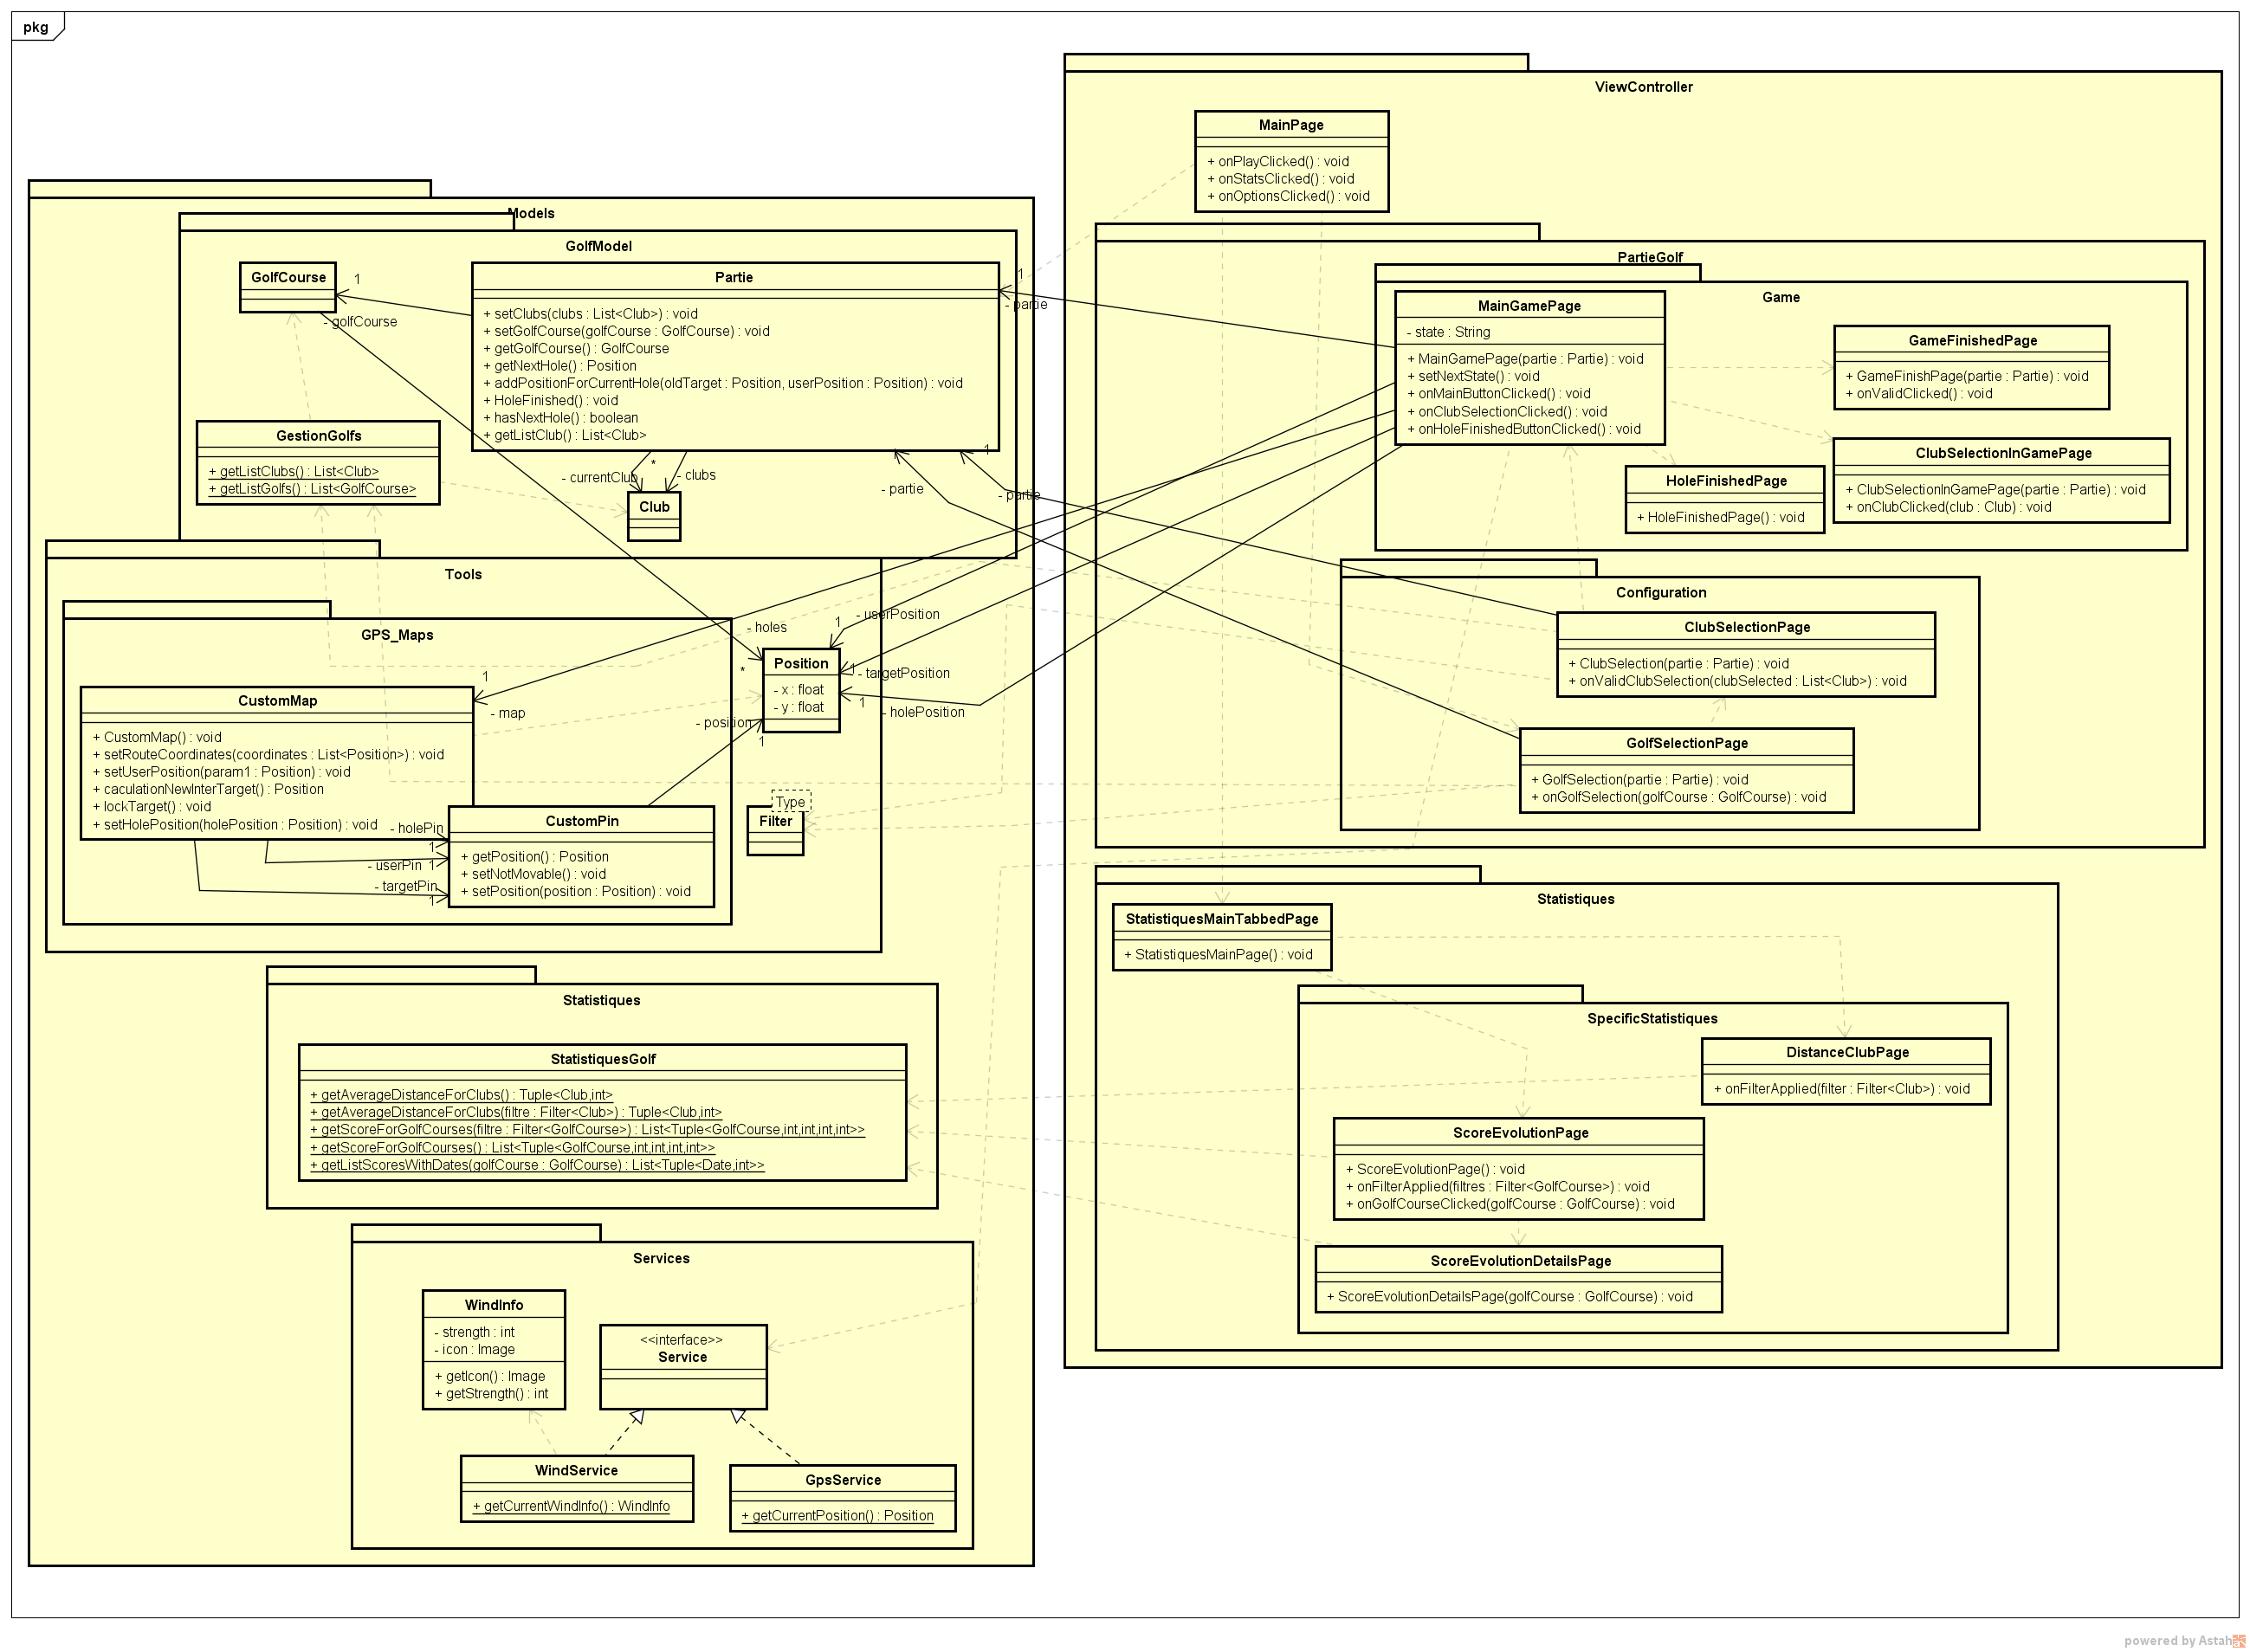 pkg
Models
GolfModel
GolfCourse
1
- golfCourse
Partie
+ setClubs(clubs : List<Club>) : void
+ setGolfCourse(golfCourse : GolfCourse) : void
+ getGolfCourse() : GolfCourse
+ getNextHole() : Position
+ addPositionForCurrentHole(oldTarget : Position, userPosition : Position) : void
+ HoleFinished() : void
+ hasNextHole() : boolean
+ getListClub() : List<Club>
1
- partie
GestionGolfs
+ getListClubs() : List<Club>
+ getListGolfs() : List<GolfCourse>
- currentClub
*
- clubs
Club
- partie
1
- partie
Tools
GPS_Maps
- holes
*
1
- userPosition
Position
- x : float
- y : float
1
- targetPosition
1
- holePosition
- position
1
CustomMap
+ CustomMap() : void
+ setRouteCoordinates(coordinates : List<Position>) : void
+ setUserPosition(param1 : Position) : void
+ caculationNewInterTarget() : Position
+ lockTarget() : void
+ setHolePosition(holePosition : Position) : void
1
- map
- holePin
1
- userPin
1
- targetPin
1
CustomPin
+ getPosition() : Position
+ setNotMovable() : void
+ setPosition(position : Position) : void
Type
Filter
Statistiques
StatistiquesGolf
+ getAverageDistanceForClubs() : Tuple<Club,int>
+ getAverageDistanceForClubs(filtre : Filter<Club>) : Tuple<Club,int>
+ getScoreForGolfCourses(filtre : Filter<GolfCourse>) : List<Tuple<GolfCourse,int,int,int,int>>
+ getScoreForGolfCourses() : List<Tuple<GolfCourse,int,int,int,int>>
+ getListScoresWithDates(golfCourse : GolfCourse) : List<Tuple<Date,int>>
Services
WindInfo
- strength : int
- icon : Image
+ getIcon() : Image
+ getStrength() : int
<<interface>>
Service
WindService
+ getCurrentWindInfo() : WindInfo
GpsService
+ getCurrentPosition() : Position
ViewController
MainPage
+ onPlayClicked() : void
+ onStatsClicked() : void
+ onOptionsClicked() : void
PartieGolf
Game
MainGamePage
- state : String
+ MainGamePage(partie : Partie) : void
+ setNextState() : void
+ onMainButtonClicked() : void
+ onClubSelectionClicked() : void
+ onHoleFinishedButtonClicked() : void
GameFinishedPage
+ GameFinishPage(partie : Partie) : void
+ onValidClicked() : void
ClubSelectionInGamePage
+ ClubSelectionInGamePage(partie : Partie) : void
+ onClubClicked(club : Club) : void
HoleFinishedPage
+ HoleFinishedPage() : void
Configuration
ClubSelectionPage
+ ClubSelection(partie : Partie) : void
+ onValidClubSelection(clubSelected : List<Club>) : void
GolfSelectionPage
+ GolfSelection(partie : Partie) : void
+ onGolfSelection(golfCourse : GolfCourse) : void
Statistiques
StatistiquesMainTabbedPage
+ StatistiquesMainPage() : void
SpecificStatistiques
DistanceClubPage
+ onFilterApplied(filter : Filter<Club>) : void
ScoreEvolutionPage
+ ScoreEvolutionPage() : void
+ onFilterApplied(filtres : Filter<GolfCourse>) : void
+ onGolfCourseClicked(golfCourse : GolfCourse) : void
ScoreEvolutionDetailsPage
+ ScoreEvolutionDetailsPage(golfCourse : GolfCourse) : void
powered by Astah